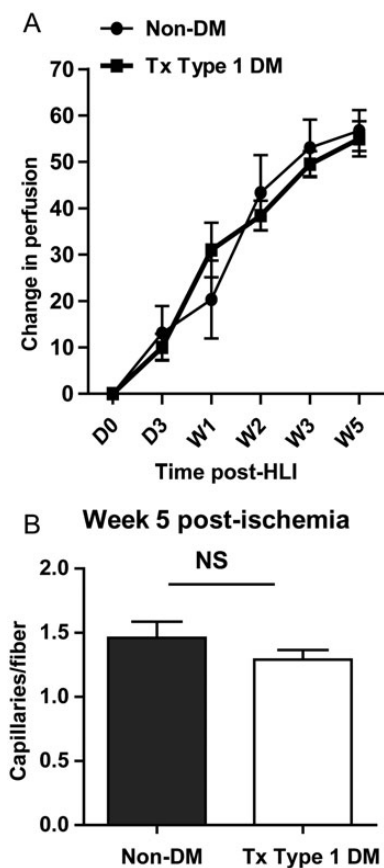 A
Non-DM
Tx Type 1 DM
Change in perfusion
70
60
50
40
30
20
10
0
D0 D3 W1 W2 W3 W5
Time post-HLI
B Week 5 post-ischemia
NS
Capillaries/fiber
2.0
1.5
1.0
0.5
0.0
Non-DM Tx Type 1 DM